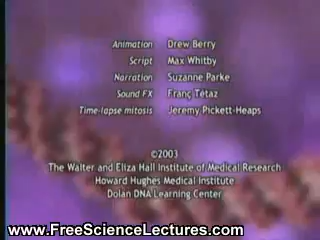 Animation Drew Berry
Script Max Whitby
Narration Suzanne Parke
Sound FX Franç Tétaz
Time-lapse mitosis Jeremy Pickett-Heaps
©2003
The Walter and Eliza Hall Institute of Medical Research
Howard Hughes Medical Institute
Dolan DNA Learning Center
www.FreeScienceLectures.com